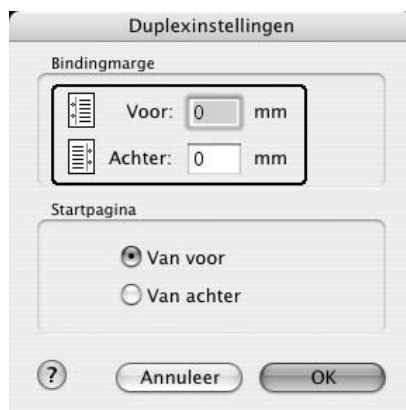 Duplexinstellingen
Bindingmarge
Voor: 0 mm
Achter: 0 mm
Startpagina
Van voor
Van achter
? Annuleer OK